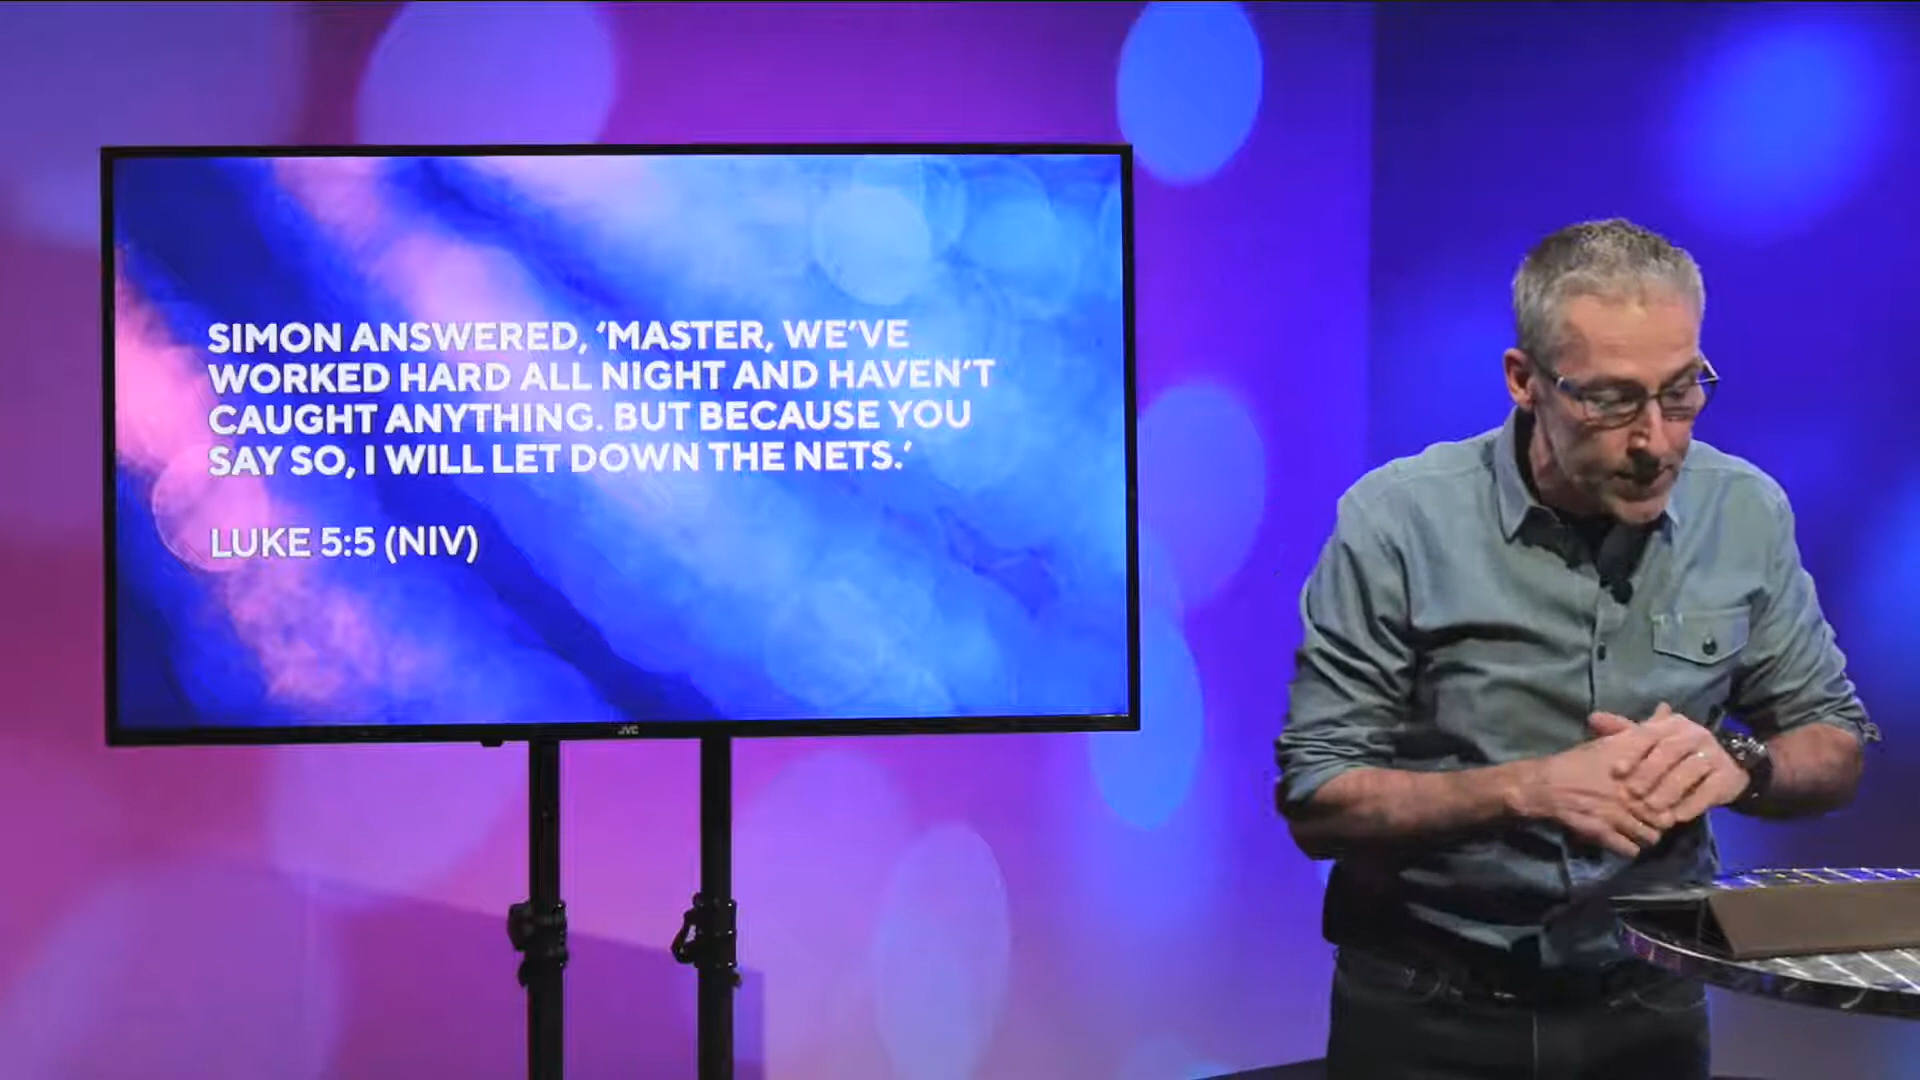 SIMON ANSWERED, ‘MASTER, WE’VE
WORKED HARD ALL NIGHT AND HAVEN’T
CAUGHT ANYTHING. BUT BECAUSE YOU
SAY SO, I WILL LET DOWN THE NETS.’
LUKE 5:5 (NIV)
JVC